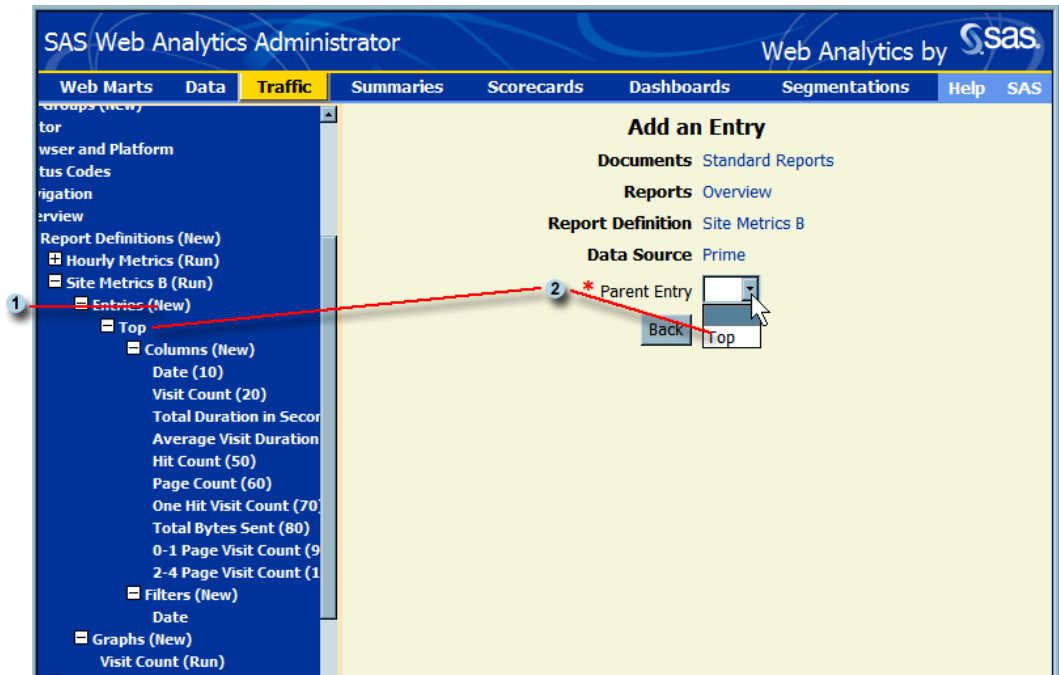 SAS Web Analytics Administrator
Web Analytics by sas.
Web Marts Data Traffic Summaries Scorecards Dashboards Segmentations Help SAS
Groups (New)
tor
wser and Platform
tus Codes
igation
erview
Report Definitions (New)
Hourly Metrics (Run)
Site Metrics B (Run)
1
Entries (New)
Top
Columns (New)
Date (10)
Visit Count (20)
Total Duration in Secon
Average Visit Duration
Hit Count (50)
Page Count (60)
One Hit Visit Count (70)
Total Bytes Sent (80)
0-1 Page Visit Count (9
2-4 Page Visit Count (1
Filters (New)
Date
Graphs (New)
Visit Count (Run)
Add an Entry
Documents Standard Reports
Reports Overview
Report Definition Site Metrics B
Data Source Prime
2 * Parent Entry
Back
Top